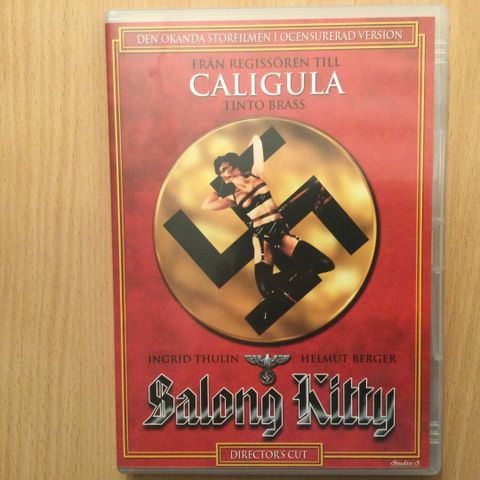 DEN ÖKÄNDA STORFILMEN I OCENSURERAD VERSION
FRÅN REGISSÖREN TILL
CALIGULA
TINTO BRASS
INGRID THULIN HELMUT BERGER
Salong Kitty
DIRECTOR'S CUT
Studio S